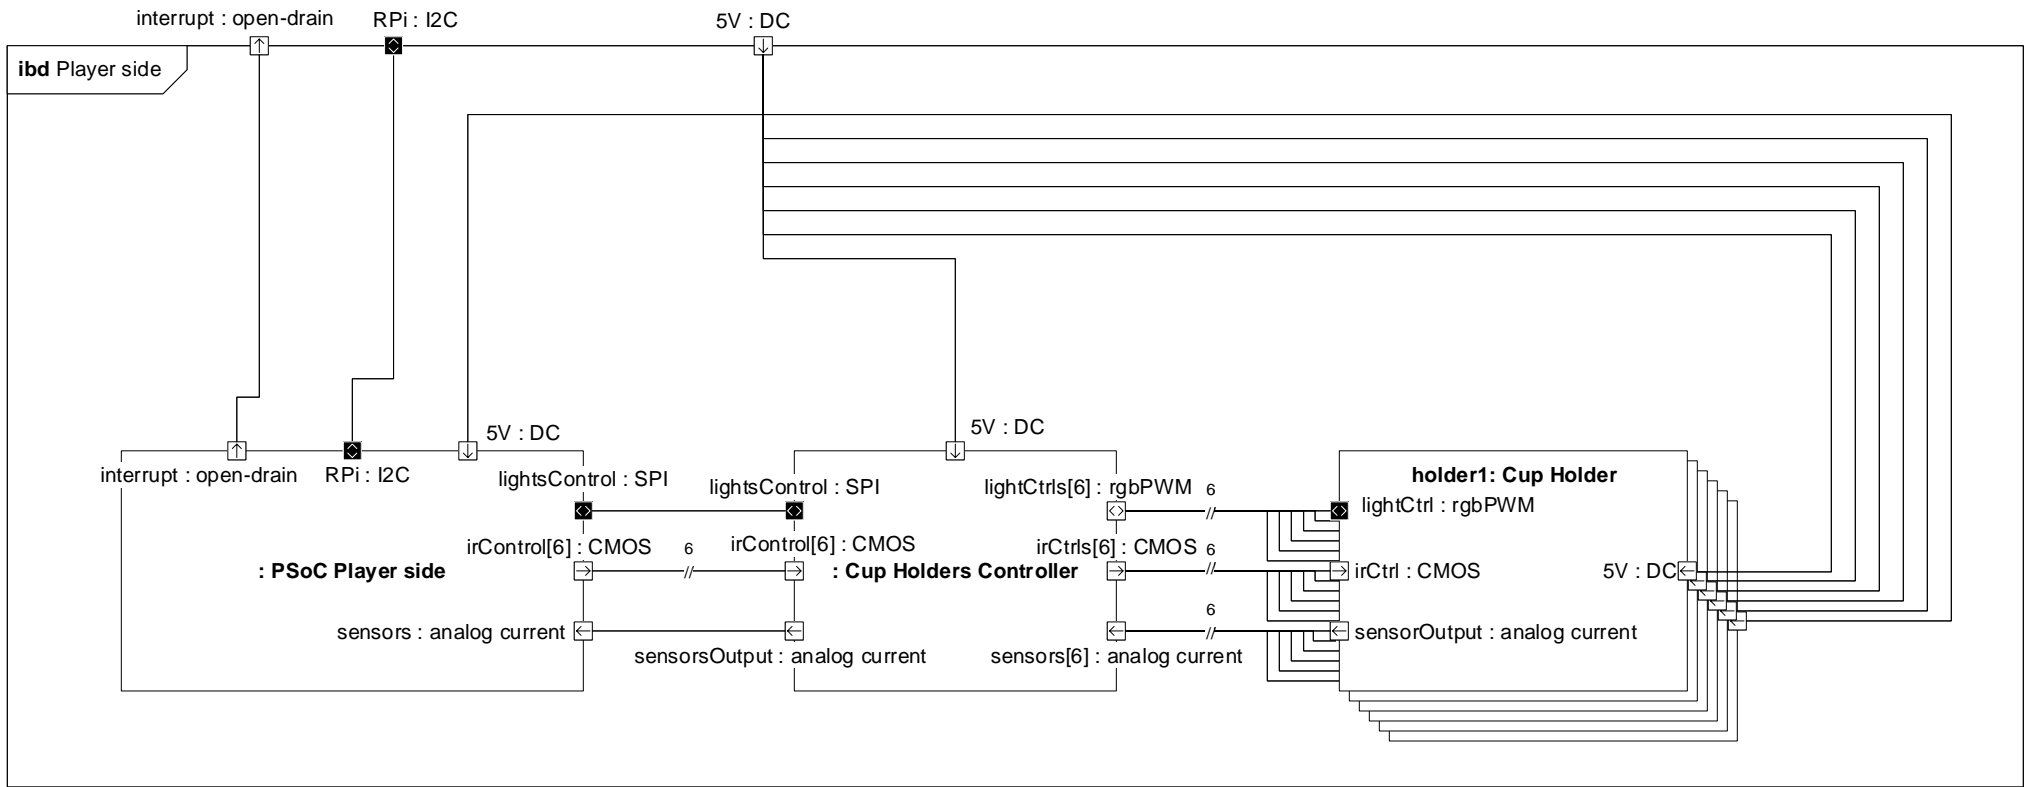 interrupt : open-drain
RPi : I2C
5V : DC
ibd Player side
5V : DC
5V : DC
interrupt : open-drain
RPi : I2C
lightsControl : SPI
lightsControl : SPI
lightCtrls[6] : rgbPWM
6
holder1: Cup Holder
lightCtrl : rgbPWM
irControl[6] : CMOS
6
irControl[6] : CMOS
irCtrls[6] : CMOS
6
: PSoC Player side
: Cup Holders Controller
irCtrl : CMOS
5V : DC
6
sensors : analog current
sensorOutput : analog current
sensorsOutput : analog current
sensors[6] : analog current